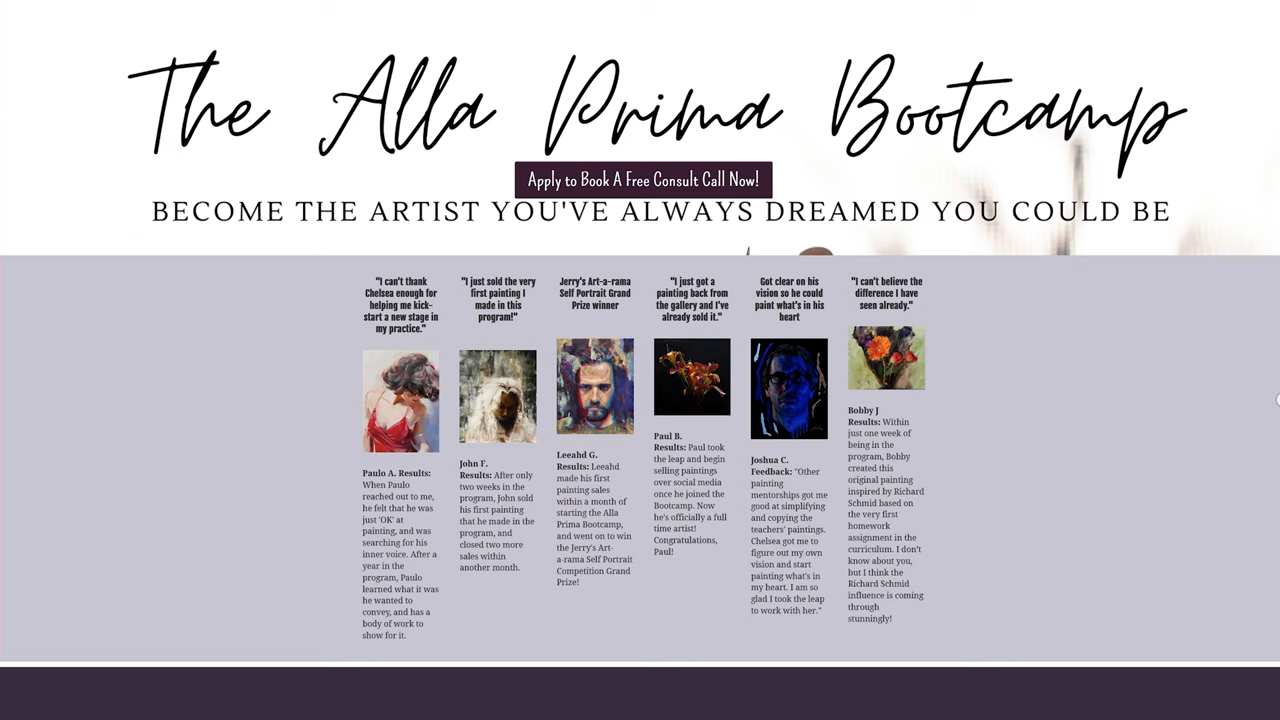 The Alla Prima Bootcamp
Apply to Book A Free Consult Call Now!
BECOME THE ARTIST YOU'VE ALWAYS DREAMED YOU COULD BE
"I can't thank
Chelsea enough for
helping me kick-
start a new stage in
my practice."
Paulo A. Results:
When Paulo
reached out to me,
he felt that he was
just 'OK' at
painting, and was
searching for his
inner voice. After a
year in the
program, Paulo
learned what it was
he wanted to
convey, and has a
body of work to
show for it.
"I just sold the very
first painting I
made in this
program!"
John F.
Results: After only
two weeks in the
program, John sold
his first painting
that he made in the
program, and
closed two more
sales within
another month.
Jerry's Art-a-rama
Self Portrait Grand
Prize winner
Leeahd G.
Results: Leeahd
made his first
painting sales
within a month of
starting the Alla
Prima Bootcamp,
and went on to win
the Jerry's Art-
a-rama Self Portrait
Competition Grand
Prize!
"I just got a
painting back from
the gallery and I've
already sold it."
Paul B.
Results: Paul took
the leap and begin
selling paintings
over social media
once he joined the
Bootcamp. Now
he's officially a full
time artist!
Congratulations,
Paul!
Got clear on his
vision so he could
paint what's in his
heart
Joshua C.
Feedback: "Other
painting
mentorships got me
good at simplifying
and copying the
teachers' paintings.
Chelsea got me to
figure out my own
vision and start
painting what's in
my heart. I am so
glad I took the leap
to work with her."
"I can't believe the
difference I have
seen already."
Bobby J
Results: Within
just one week of
being in the
program, Bobby
created this
original painting
inspired by Richard
Schmid based on
the very first
homework
assignment in the
curriculum. I don't
know about you,
but I think the
Richard Schmid
influence is coming
through
stunningly!